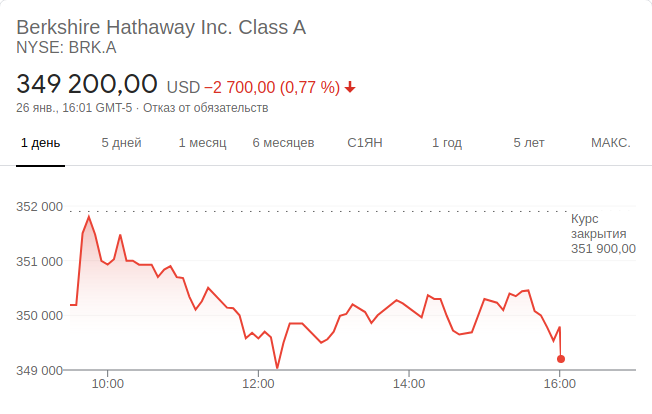 Berkshire Hathaway Inc. Class A
NYSE: BRK.A
349 200,00 USD −2 700,00 (0,77 %)
26 янв., 16:01 GMT-5 · Отказ от обязательств
1 день 5 дней 1 месяц 6 месяцев С1ЯН 1 год 5 лет МАКС.
352 000
Курс
закрытия
351 900,00
351 000
350 000
349 000
10:00 12:00 14:00 16:00